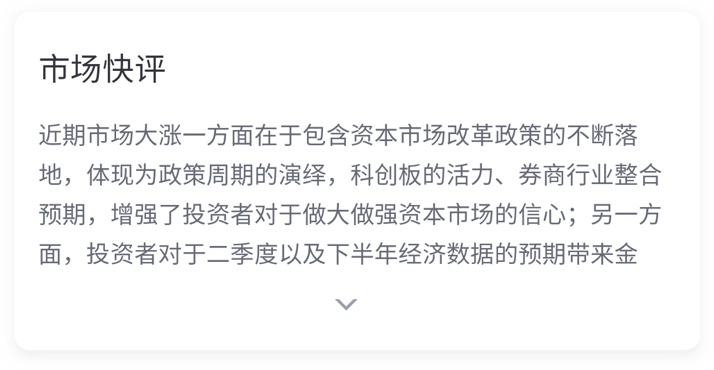 市场快评
近期市场大涨一方面在于包含资本市场改革政策的不断落
地，体现为政策周期的演绎，科创板的活力、券商行业整合
预期，增强了投资者对于做大做强资本市场的信心；另一方
面，投资者对于二季度以及下半年经济数据的预期带来金